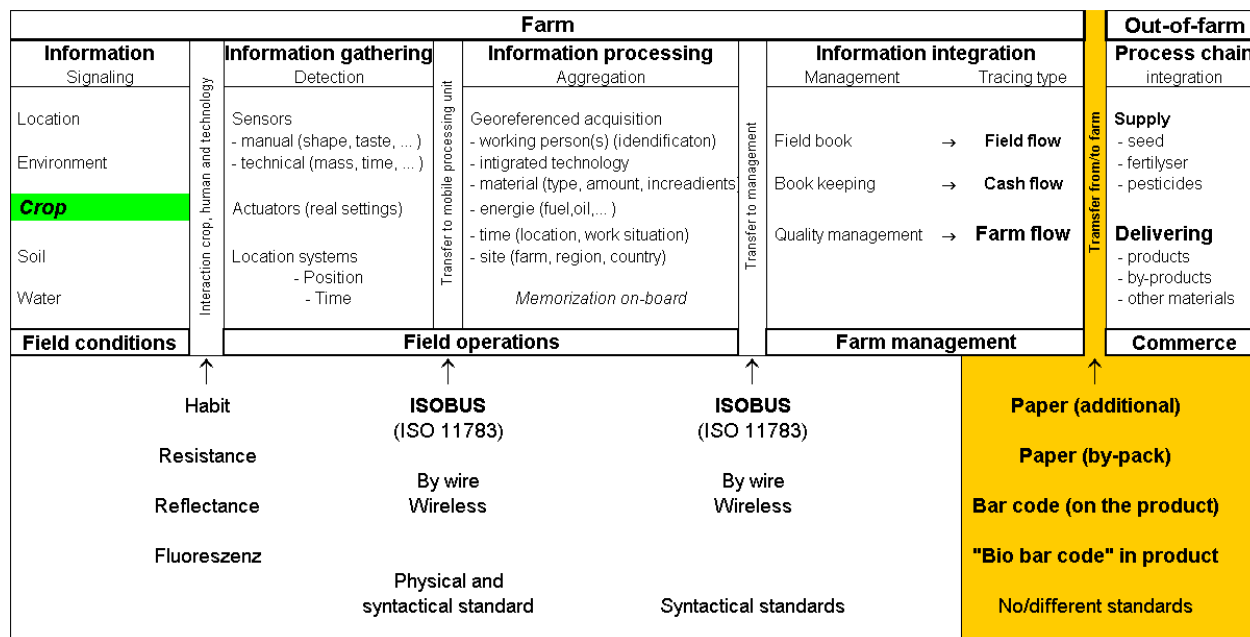 Farm
Out-of-farm
Information
Signaling
Location
Environment
Crop
Soil
Water
Field conditions
Interaction crop, human and technology
Information gathering
Detection
Sensors
- manual (shape, taste, ... )
- technical (mass, time, ... )
Actuators (real settings)
Location systems
- Position
- Time
Transfer to mobile processing unit
Information processing
Aggregation
Georeferenced acquisition
- working person(s) (idendificaton)
- intigrated technology
- material (type, amount, increadients)
- energie (fuel,oil,... )
- time (location, work situation)
- site (farm, region, country)
Memorization on-board
Field operations
Transfer to management
Information integration
Management Tracing type
Field book → Field flow
Book keeping → Cash flow
Quality management → Farm flow
Farm management
Tramsfer from/to farm
Process chain
integration
Supply
- seed
- fertilyser
- pesticides
Delivering
- products
- by-products
- other materials
Commerce
Habit
Resistance
Reflectance
Fluoreszenz
ISOBUS
(ISO 11783)
By wire
Wireless
Physical and
syntactical standard
ISOBUS
(ISO 11783)
By wire
Wireless
Syntactical standards
Paper (additional)
Paper (by-pack)
Bar code (on the product)
"Bio bar code" in product
No/different standards